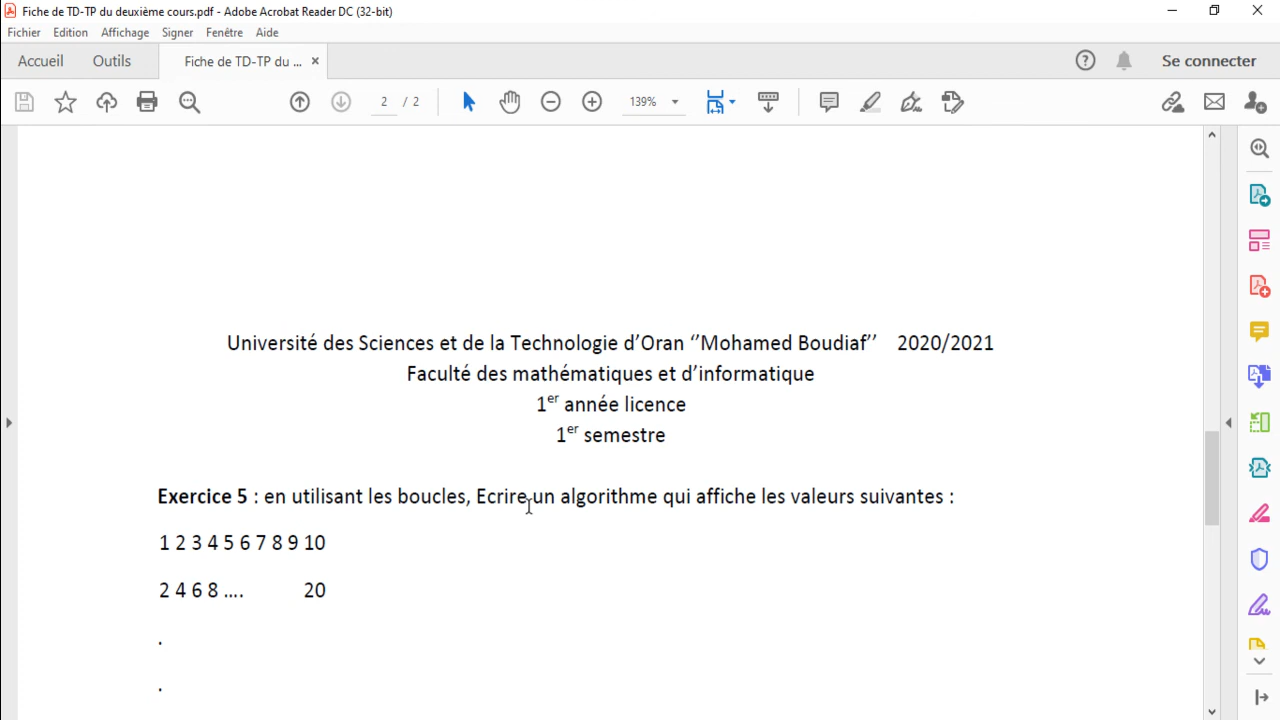 Fiche de TD-TP du deuxième cours.pdf - Adobe Acrobat Reader DC (32-bit)
Fichier Edition Affichage Signer Fenêtre Aide
Accueil Outils Fiche de TD-TP du ... × Se connecter
2 / 2 139%
Université des Sciences et de la Technologie d’Oran ‘’Mohamed Boudiaf’’ 2020/2021
Faculté des mathématiques et d’informatique
1er année licence
1er semestre
Exercice 5 : en utilisant les boucles, Ecrire un algorithme qui affiche les valeurs suivantes :
1 2 3 4 5 6 7 8 9 10
2 4 6 8 .... 20
.
.